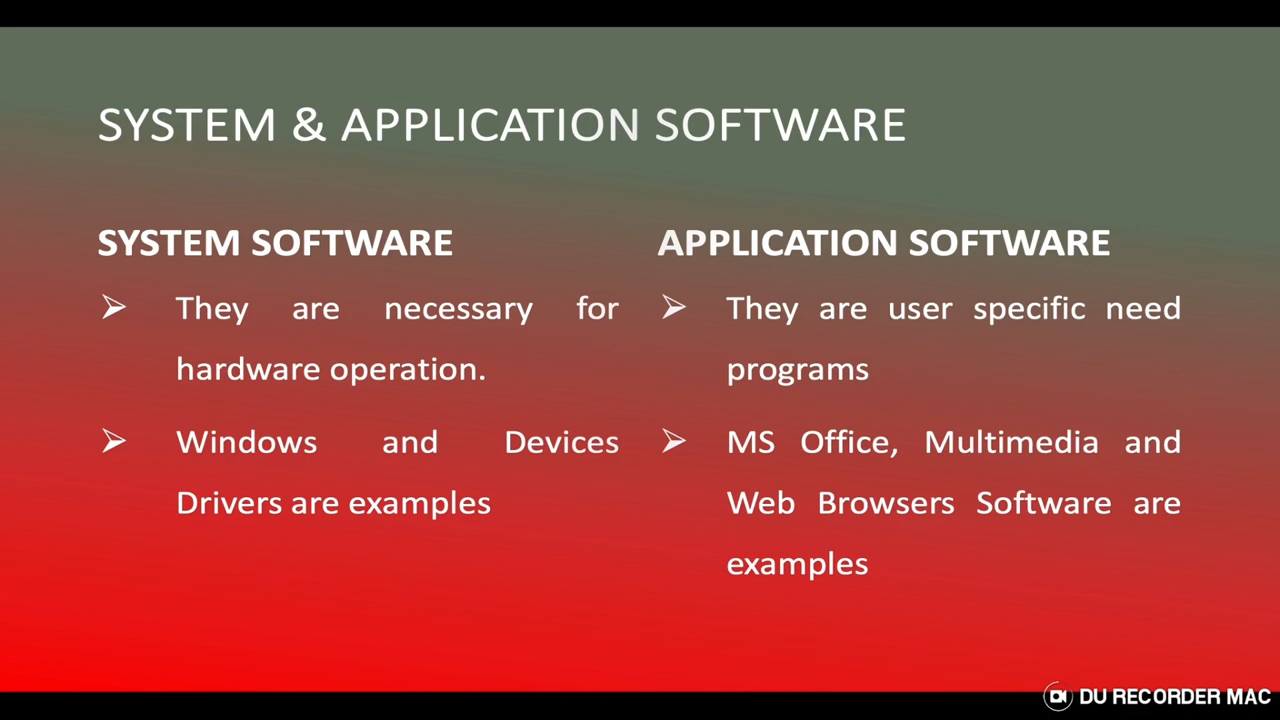 SYSTEM & APPLICATION SOFTWARE
SYSTEM SOFTWARE
They are necessary for
hardware operation.
Windows and Devices
Drivers are examples
APPLICATION SOFTWARE
They are user specific need
programs
MS Office, Multimedia and
Web Browsers Software are
examples
DU RECORDER MAC